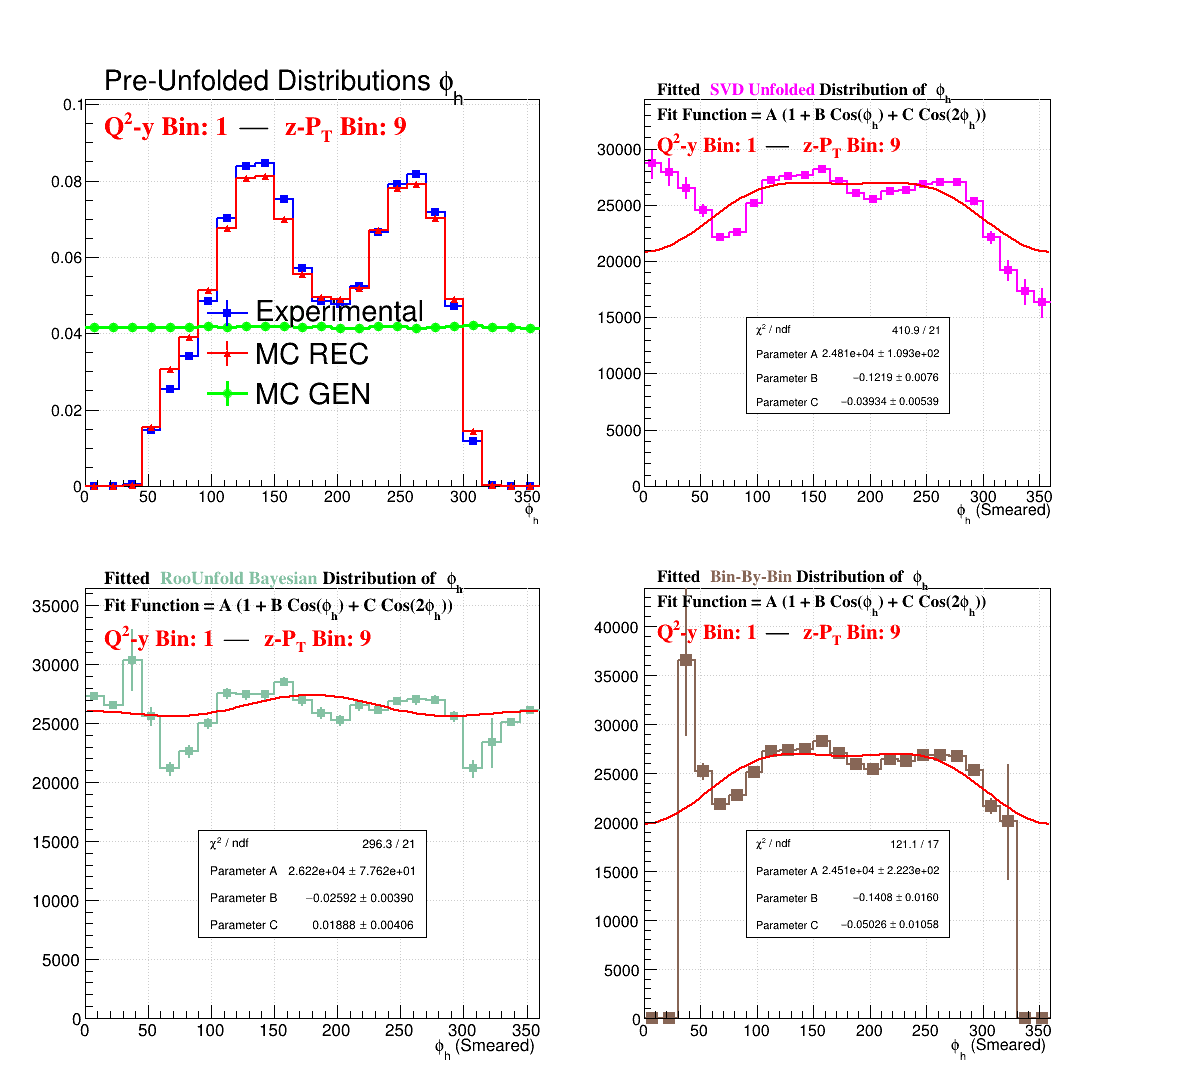 Pre-Unfolded Distributions ϕh
Q²-y Bin: 1 — z-PT Bin: 9
0.1
0.08
0.06
0.04
0.02
0
Experimental
MC REC
MC GEN
50 100 150 200 250 300 350
ϕh
Fitted SVD Unfolded Distribution of ϕh
Fit Function = A (1 + B Cos(ϕh) + C Cos(2ϕh))
Q²-y Bin: 1 — z-PT Bin: 9
30000
25000
20000
15000
10000
5000
0
χ² / ndf 410.9 / 21
Parameter A 2.481e+04 ± 1.093e+02
Parameter B −0.1219 ± 0.0076
Parameter C −0.03934 ± 0.00539
0 50 100 150 200 250 300 350
ϕh (Smeared)
Fitted RooUnfold Bayesian Distribution of ϕh
Fit Function = A (1 + B Cos(ϕh) + C Cos(2ϕh))
Q²-y Bin: 1 — z-PT Bin: 9
35000
30000
25000
20000
15000
10000
5000
0
χ² / ndf 296.3 / 21
Parameter A 2.622e+04 ± 7.762e+01
Parameter B −0.02592 ± 0.00390
Parameter C 0.01888 ± 0.00406
0 50 100 150 200 250 300 350
ϕh (Smeared)
Fitted Bin-By-Bin Distribution of ϕh
Fit Function = A (1 + B Cos(ϕh) + C Cos(2ϕh))
Q²-y Bin: 1 — z-PT Bin: 9
40000
35000
30000
25000
20000
15000
10000
5000
0
χ² / ndf 121.1 / 17
Parameter A 2.451e+04 ± 2.223e+02
Parameter B −0.1408 ± 0.0160
Parameter C −0.05026 ± 0.01058
0 50 100 150 200 250 300 350
ϕh (Smeared)